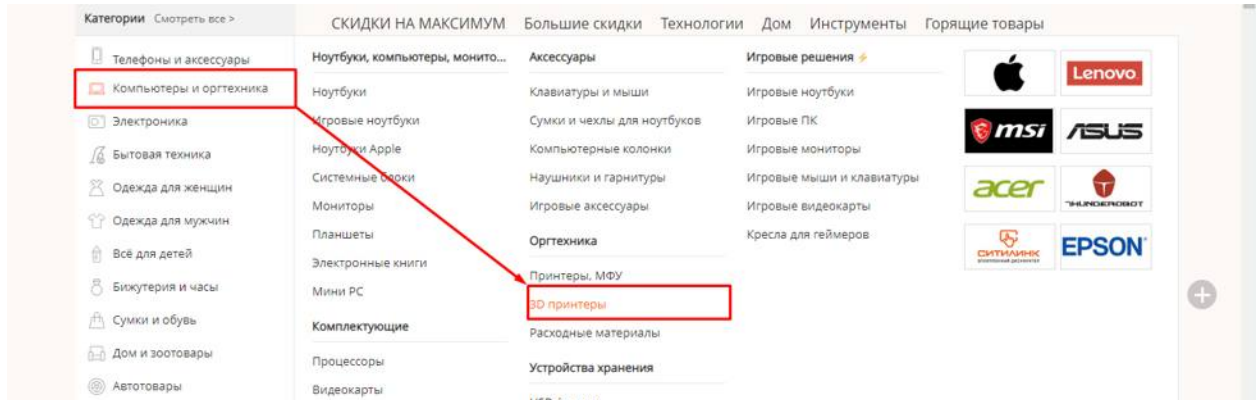 Категории Смотреть все >
СКИДКИ НА МАКСИМУМ Большие скидки Технологии Дом Инструменты Горящие товары
Телефоны и аксессуары
Компьютеры и оргтехника
Электроника
Бытовая техника
Одежда для женщин
Одежда для мужчин
Всё для детей
Бижутерия и часы
Сумки и обувь
Дом и зоотовары
Автотовары
Ноутбуки, компьютеры, монито...
Ноутбуки
Игровые ноутбуки
Ноутбуки Apple
Системные блоки
Мониторы
Планшеты
Электронные книги
Мини РС
Комплектующие
Процессоры
Видеокарты
Аксессуары
Клавиатуры и мыши
Сумки и чехлы для ноутбуков
Компьютерные колонки
Наушники и гарнитуры
Игровые аксессуары
Оргтехника
Принтеры, МФУ
3D принтеры
Расходные материалы
Устройства хранения
Игровые решения
Игровые ноутбуки
Игровые ПК
Игровые мониторы
Игровые мыши и клавиатуры
Игровые видеокарты
Кресла для геймеров
Lenovo
msi ASUS
acer THUNDEROBOT
СИТИЛИНК EPSON